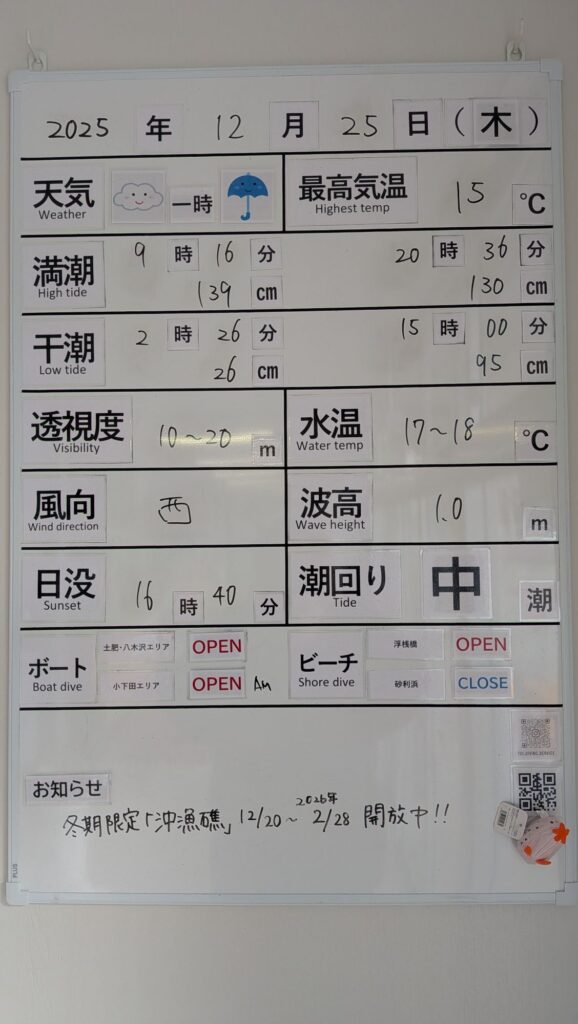 2025 年 12 月 25 日 (木)
天気 一時 最高気温 15 ℃
Weather Highest temp
満潮 9 時 16 分 20 時 36 分
High tide 139 cm 130 cm
干潮 2 時 26 分 15 時 00 分
Low tide 26 cm 95 cm
透視度 10~20 m 水温 17~18 ℃
Visibility Water temp
風向 西 波高 1.0 m
Wind direction Wave height
日没 16 時 40 分 潮回り 中 潮
Sunset Tide
ボート 土肥・八木沢エリア OPEN ビーチ 浮桟橋 OPEN
Boat dive 小下田エリア OPEN AM Shore dive 砂利浜 CLOSE
TOI DIVING SERVICE
お知らせ
冬期限定「沖漁礁」12/20~2026年2/28 開放中!!
PLUS